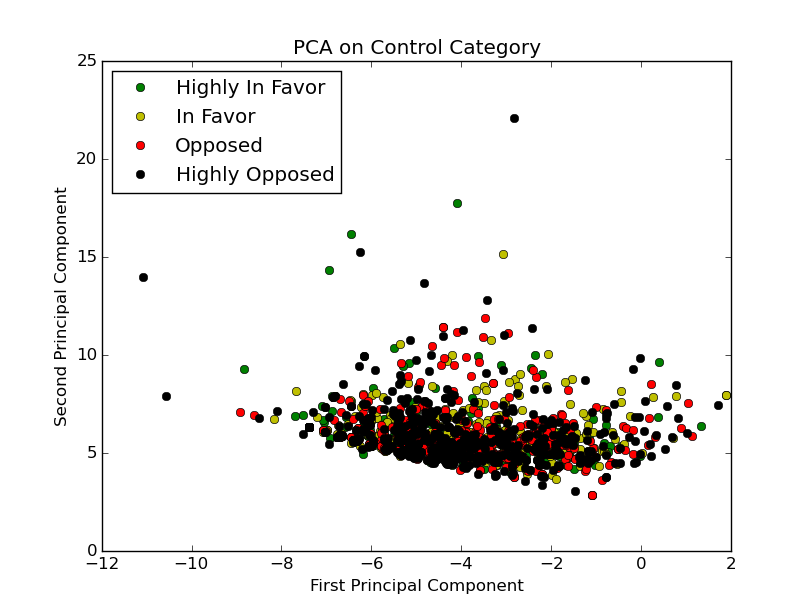 PCA on Control Category
25
20
15
10
5
0
Second Principal Component
Highly In Favor
In Favor
Opposed
Highly Opposed
−12 −10 −8 −6 −4 −2 0 2
First Principal Component